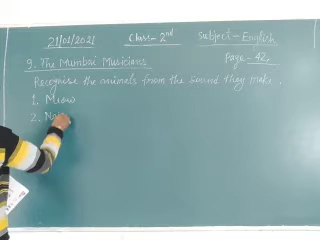 21/01/2021 Class - 2nd Subject - English
9. The Mumbai Musicians Page - 42.
Recognise the animals from the sound they make.
1. Meow
2.